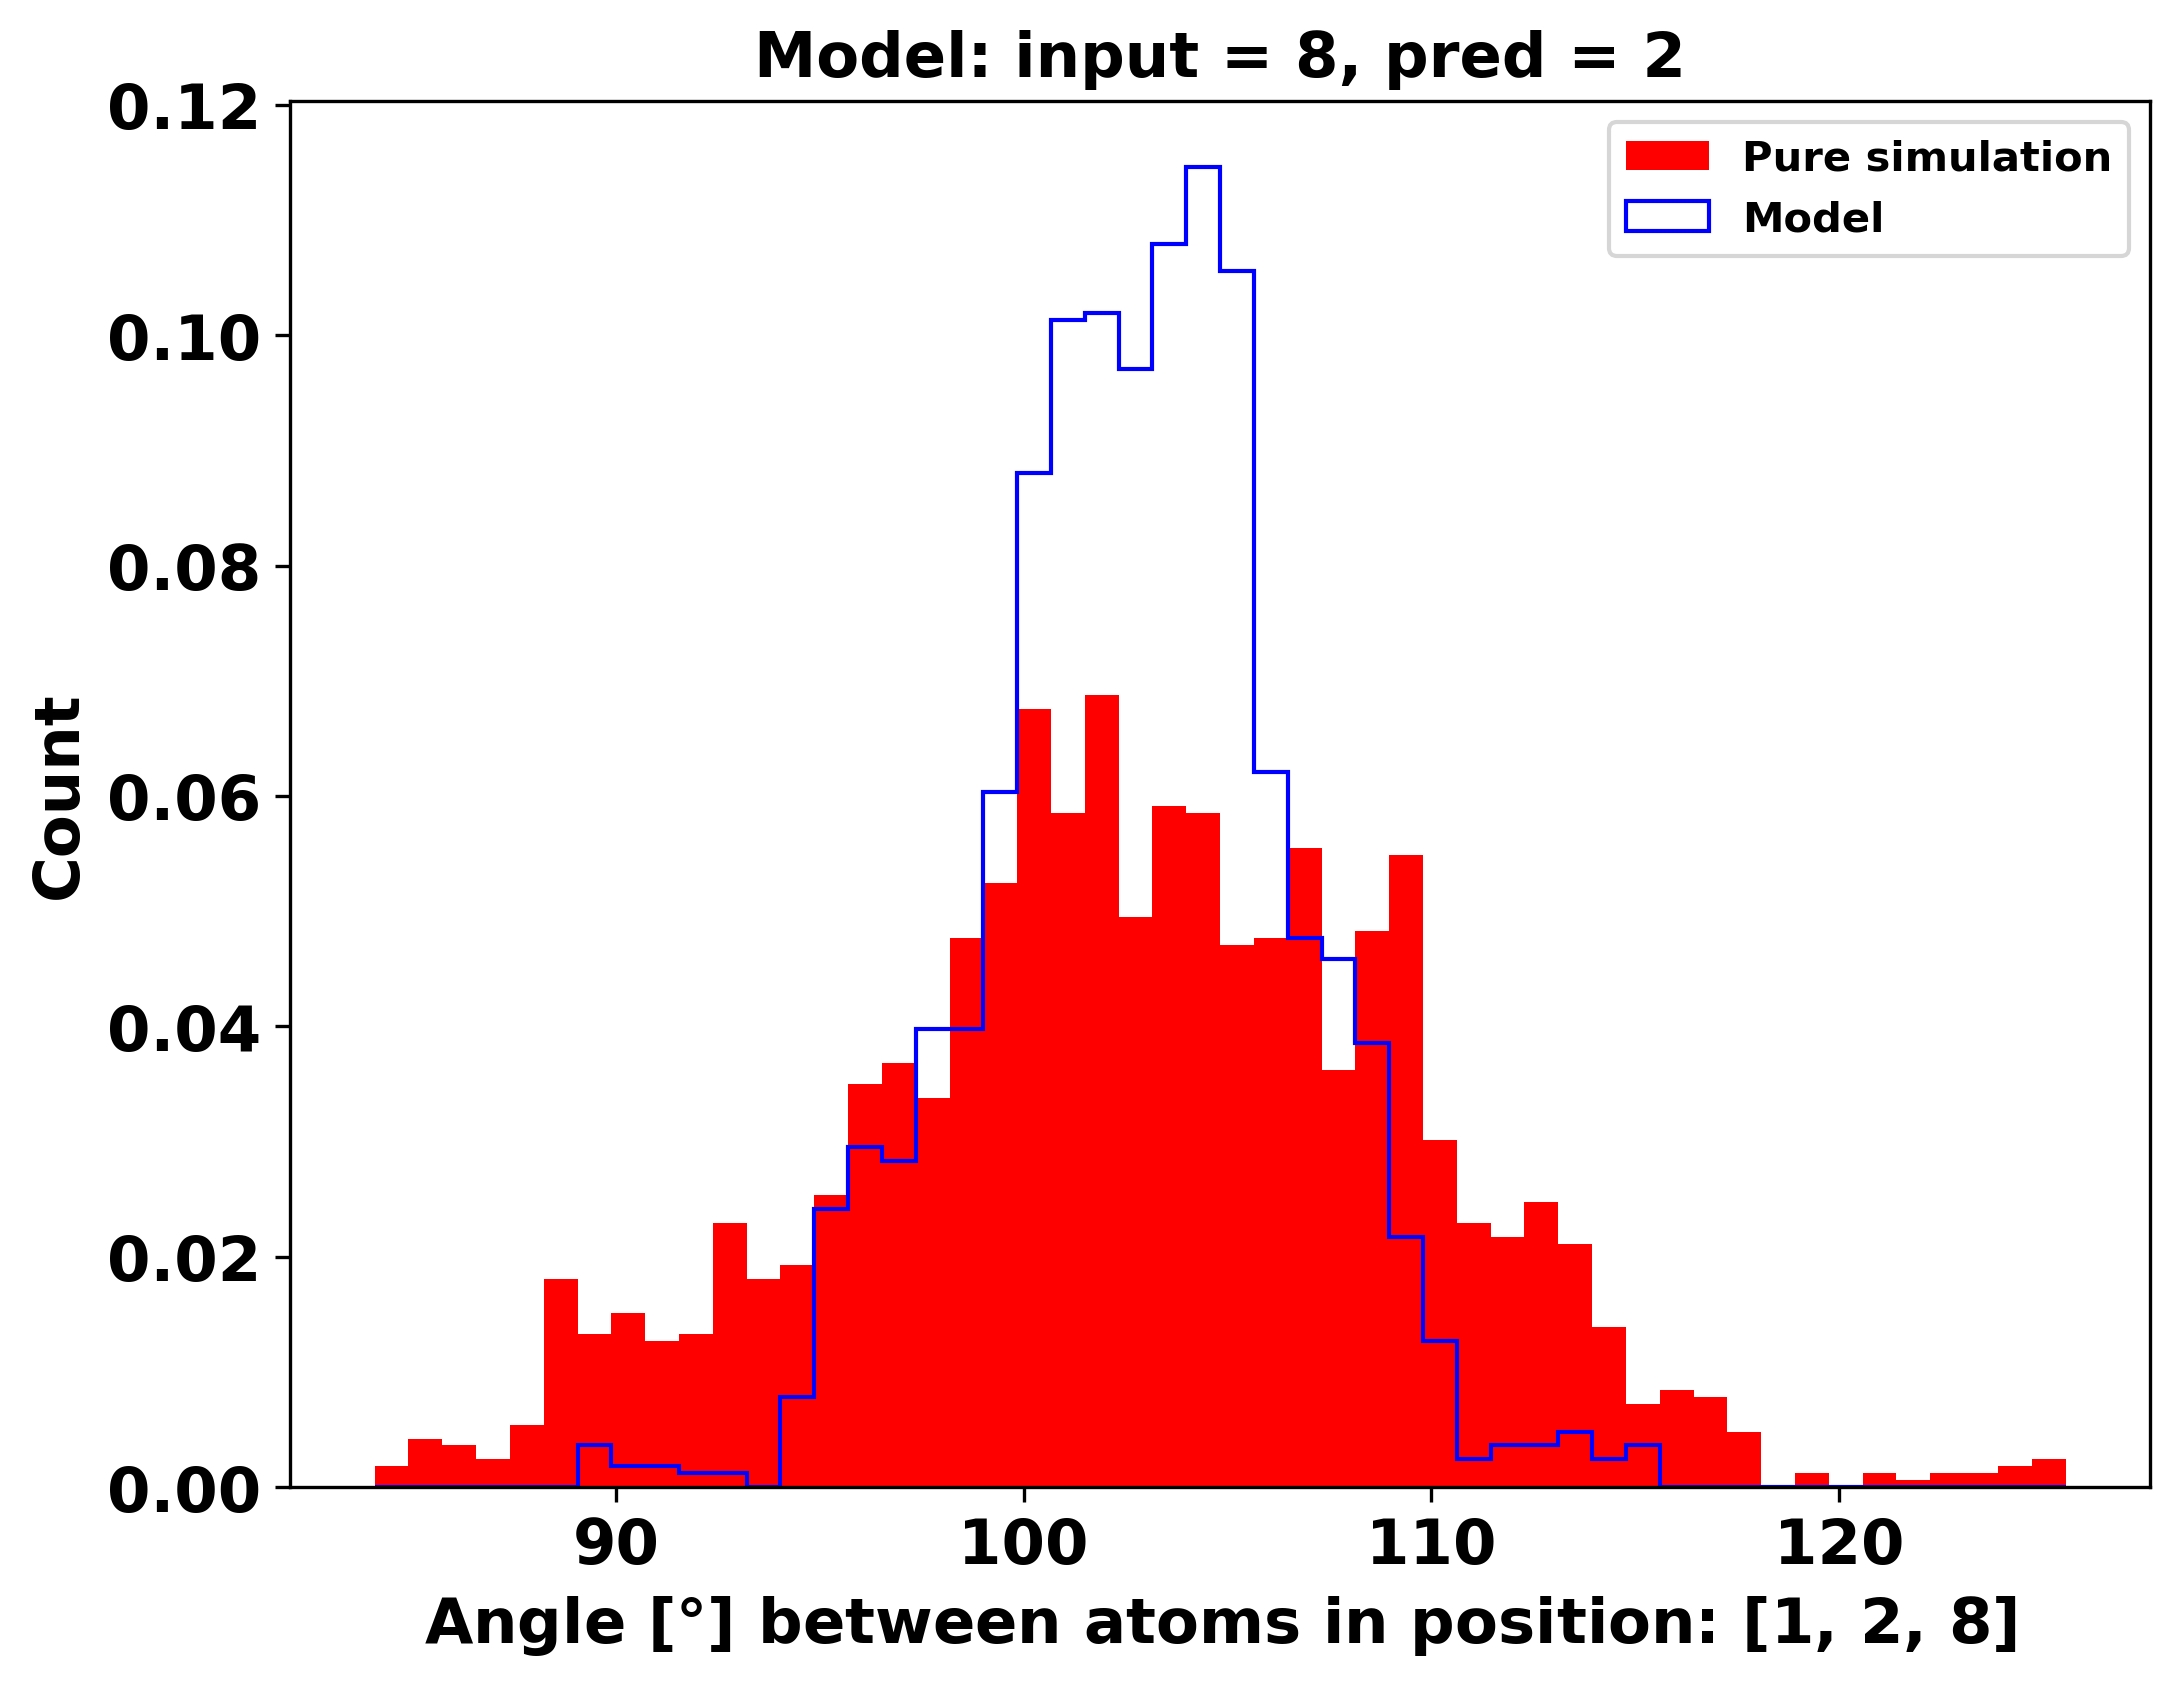 Model: input = 8, pred = 2
Pure simulation
Model
0.12
0.10
0.08
0.06
0.04
0.02
0.00
Count
90 100 110 120
Angle [°] between atoms in position: [1, 2, 8]